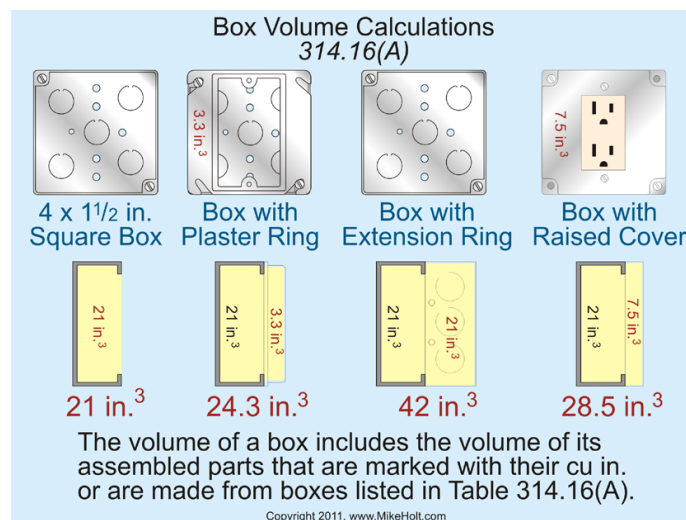 Box Volume Calculations
314.16(A)
3.3 in.³
7.5 in.³
4 x 1 1/2 in.
Square Box
Box with
Plaster Ring
Box with
Extension Ring
Box with
Raised Cover
21 in.³
21 in.³
3.3 in.³
21 in.³
21 in.³
21 in.³
7.5 in.³
21 in.³
24.3 in.³
42 in.³
28.5 in.³
The volume of a box includes the volume of its
assembled parts that are marked with their cu in.
or are made from boxes listed in Table 314.16(A).
Copyright 2011, www.MikeHolt.com